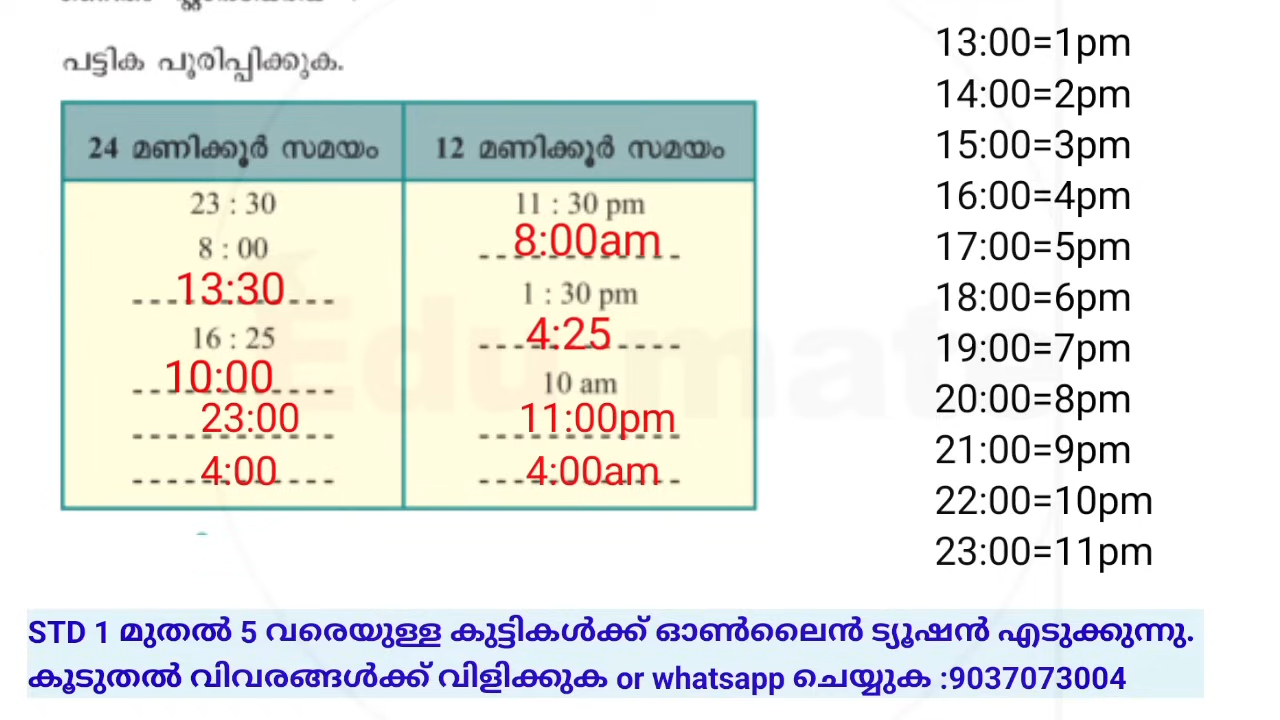 പട്ടിക പൂരിപ്പിക്കുക.
24 മണിക്കൂർ സമയം 12 മണിക്കൂർ സമയം
23 : 30 11 : 30 pm
8 : 00 8:00am
13:30 1 : 30 pm
16 : 25 4:25
10:00 10 am
23:00 11:00pm
4:00 4:00am
13:00=1pm
14:00=2pm
15:00=3pm
16:00=4pm
17:00=5pm
18:00=6pm
19:00=7pm
20:00=8pm
21:00=9pm
22:00=10pm
23:00=11pm
STD 1 മുതൽ 5 വരെയുള്ള കുട്ടികൾക്ക് ഓൺലൈൻ ട്യൂഷൻ എടുക്കുന്നു.
കൂടുതൽ വിവരങ്ങൾക്ക് വിളിക്കുക or whatsapp ചെയ്യുക :9037073004